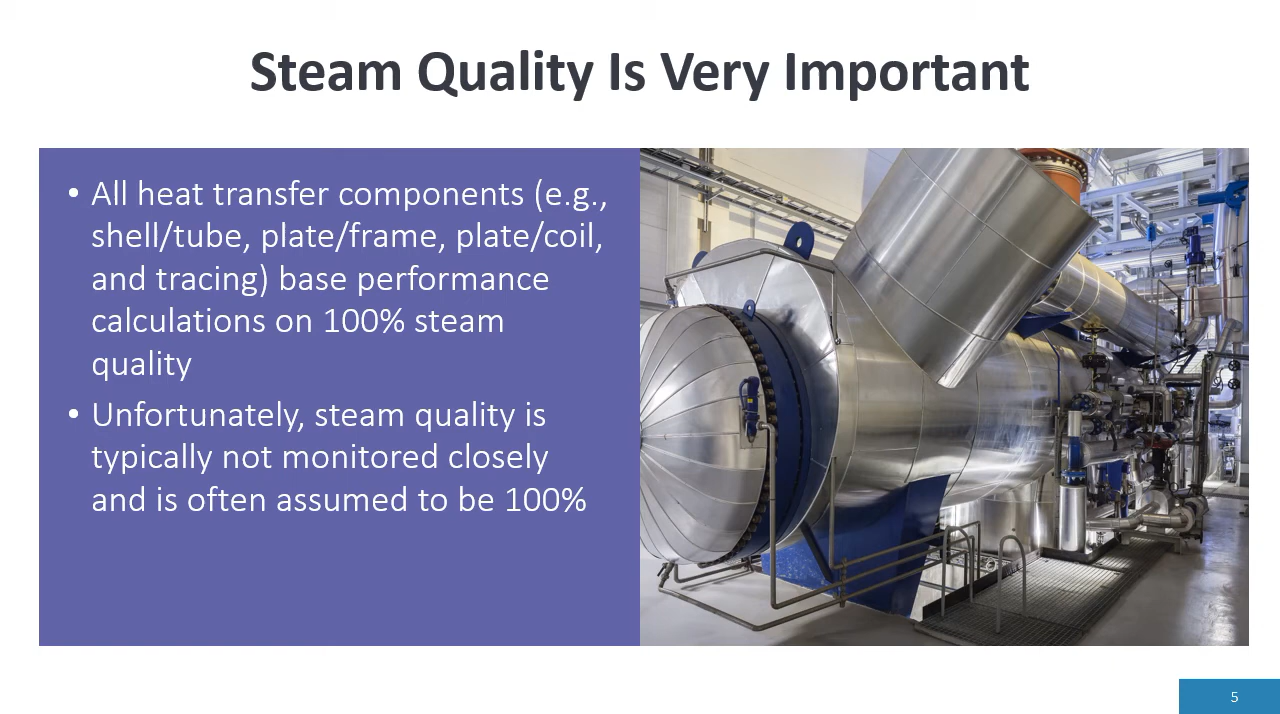 Steam Quality Is Very Important
• All heat transfer components (e.g.,
shell/tube, plate/frame, plate/coil,
and tracing) base performance
calculations on 100% steam
quality
• Unfortunately, steam quality is
typically not monitored closely
and is often assumed to be 100%
5